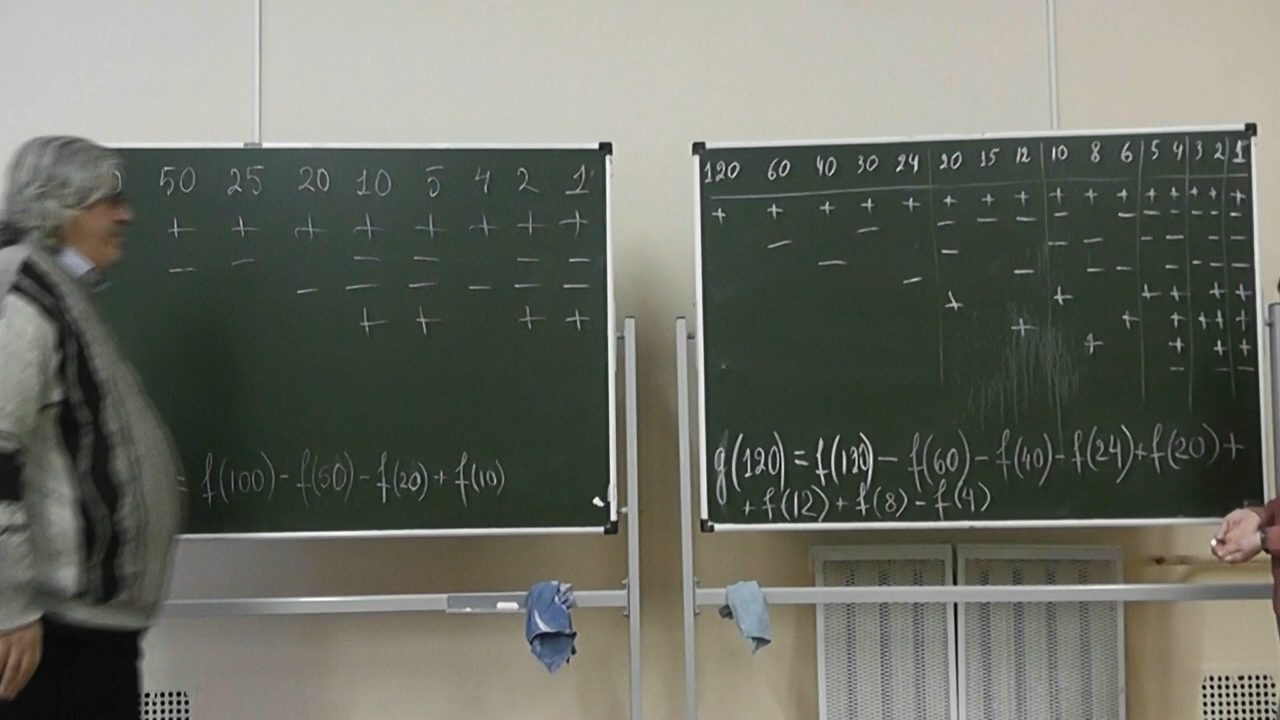 0 50 25 20 10 5 4 2 1
+ + + + + + + +
− − − − − −
− − − − − −
+ + + +
= f(100) - f(50) - f(20) + f(10)
120 60 40 30 24 20 15 12 10 8 6 5 4 3 2 1
+ + + + + + + + + + + + + + + +
− − − − − − − − − −
− − − − − − − −
− − − − − −
− − − − − − −
+ + + + + +
+ + + + + +
+ + + +
− − −
g(120) = f(120) - f(60) - f(40) - f(24) + f(20) +
+ f(12) + f(8) - f(4)